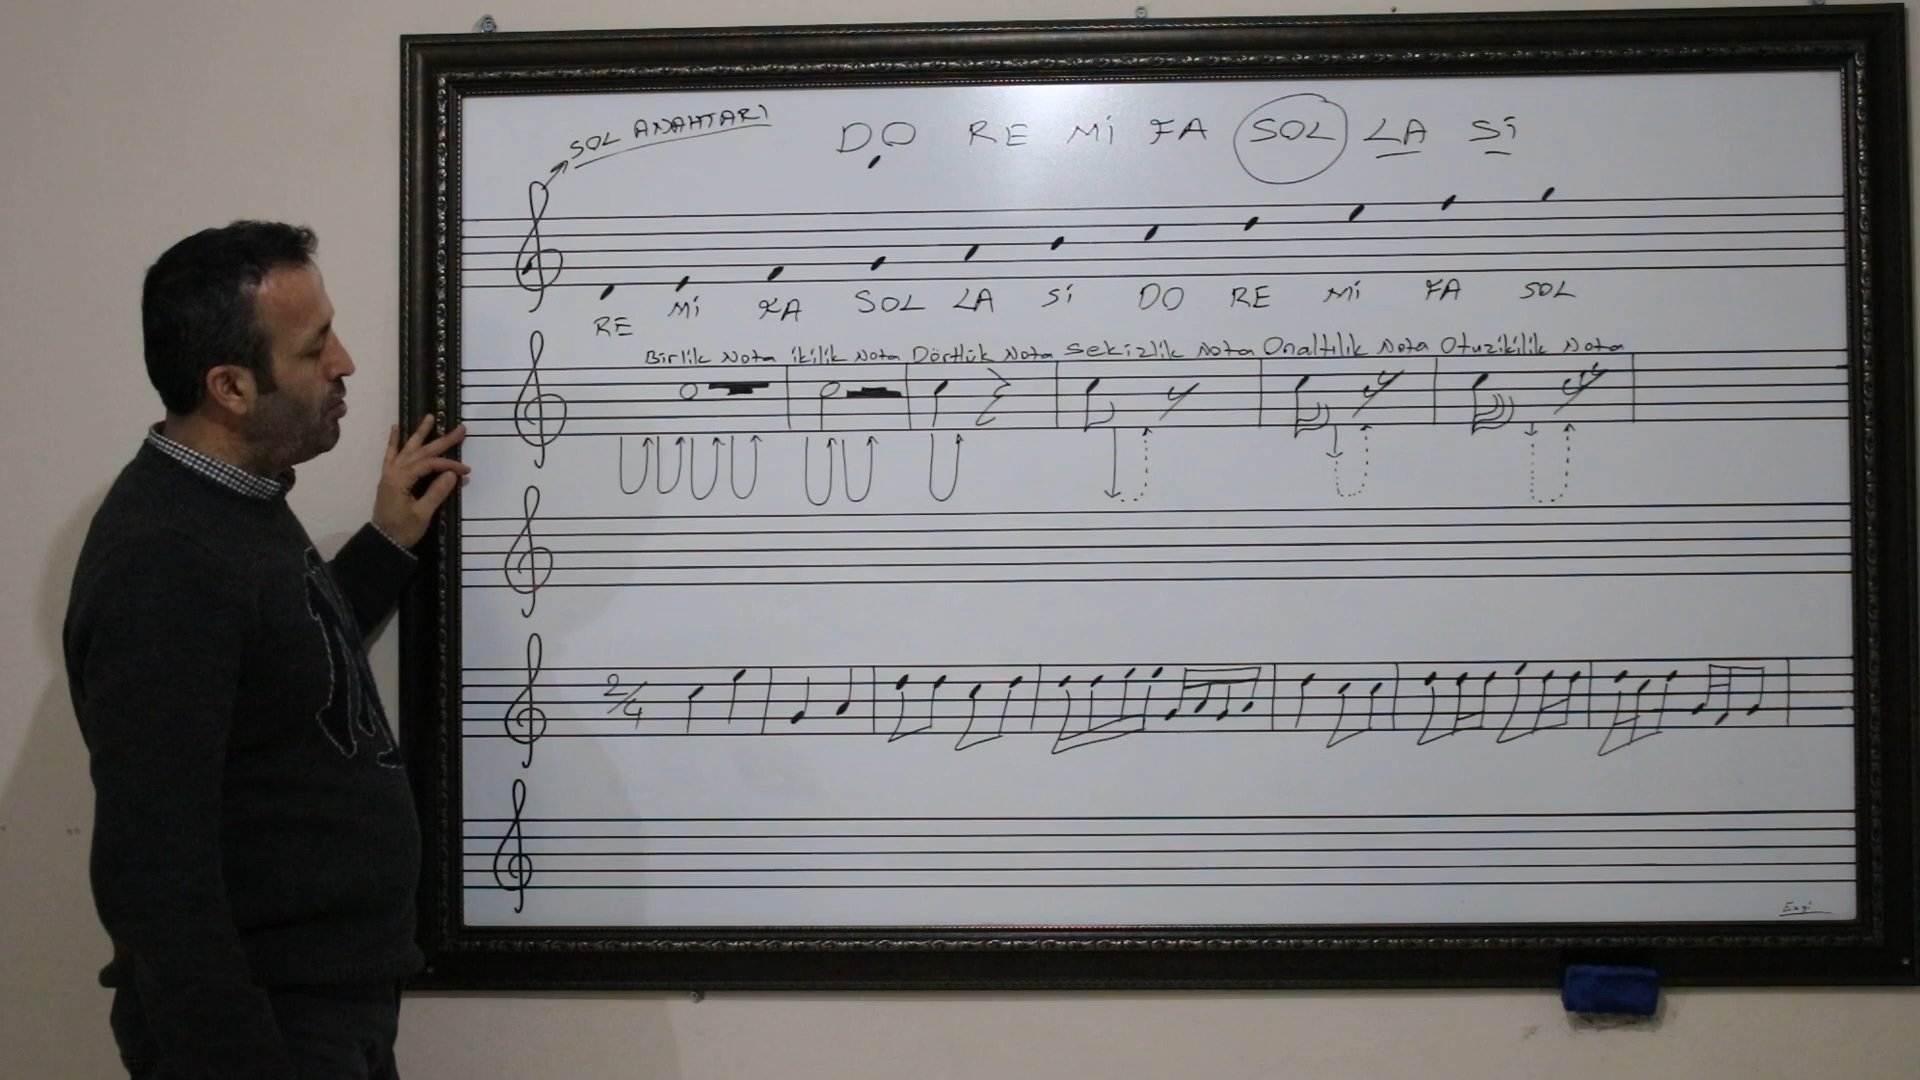 SOL ANAHTARI
DO RE Mİ FA SOL LA Sİ
RE Mİ FA SOL LA Sİ DO RE Mİ FA SOL
Birlik Nota ikilik Nota Dörtlük Nota Sekizlik Nota Onaltılık Nota Otuzikilik Nota
2/4